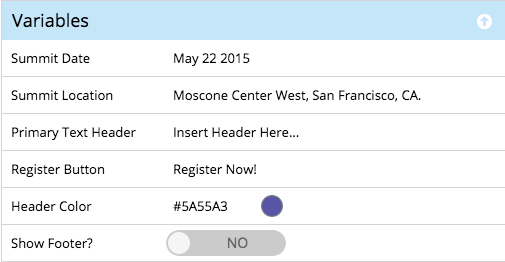 Variables
Summit Date May 22 2015
Summit Location Moscone Center West, San Francisco, CA.
Primary Text Header Insert Header Here...
Register Button Register Now!
Header Color #5A55A3
Show Footer? NO